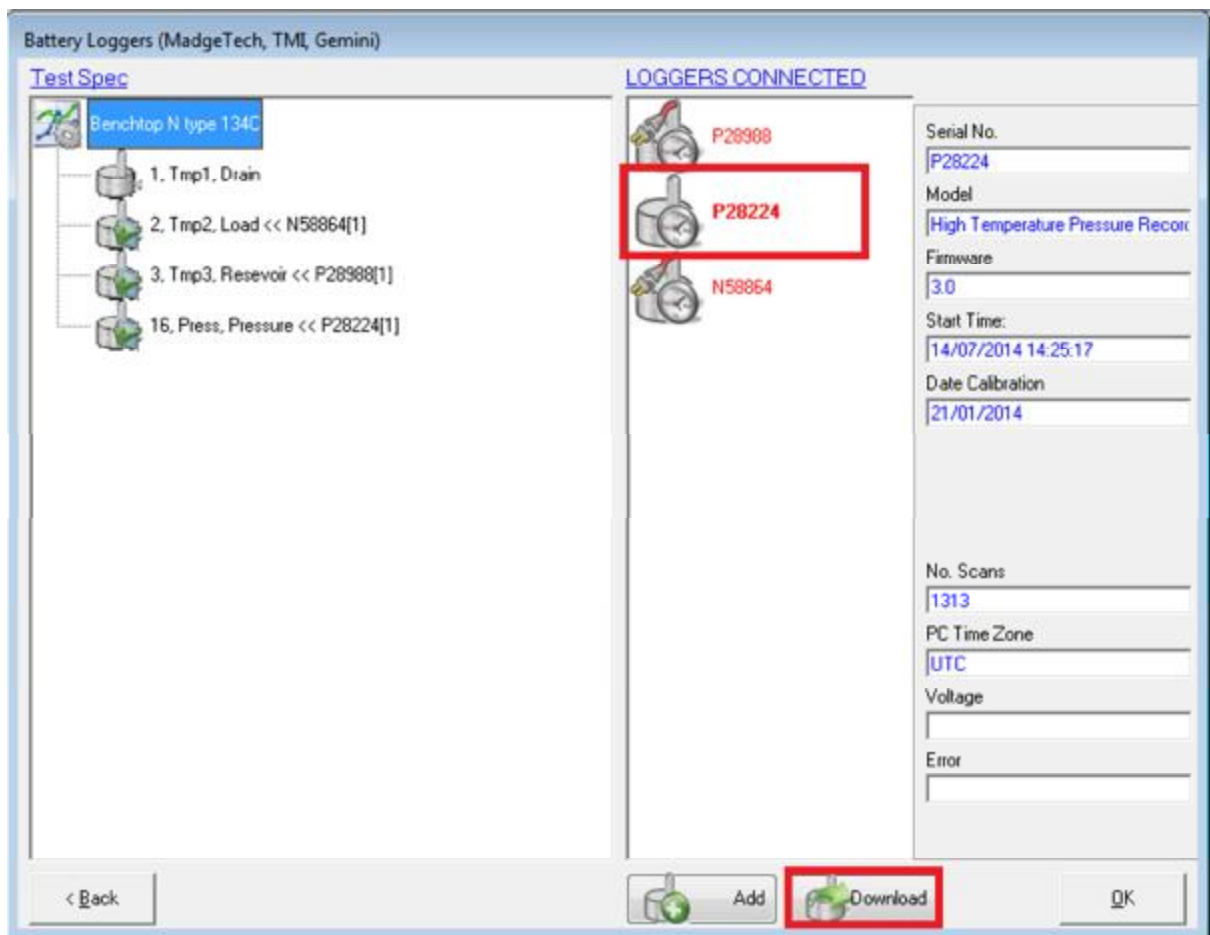 Battery Loggers (MadgeTech, TMI, Gemini)
Test Spec
Benchtop N type 134C
1, Tmp1, Drain
2, Tmp2, Load << N58864[1]
3, Tmp3, Resevoir << P28988[1]
16, Press, Pressure << P28224[1]
LOGGERS CONNECTED
P28988
P28224
N58864
Serial No.
P28224
Model
High Temperature Pressure Recorc
Firmware
3.0
Start Time:
14/07/2014 14:25:17
Date Calibration
21/01/2014
No. Scans
1313
PC Time Zone
UTC
Voltage
Error
< Back
Add
Download
OK